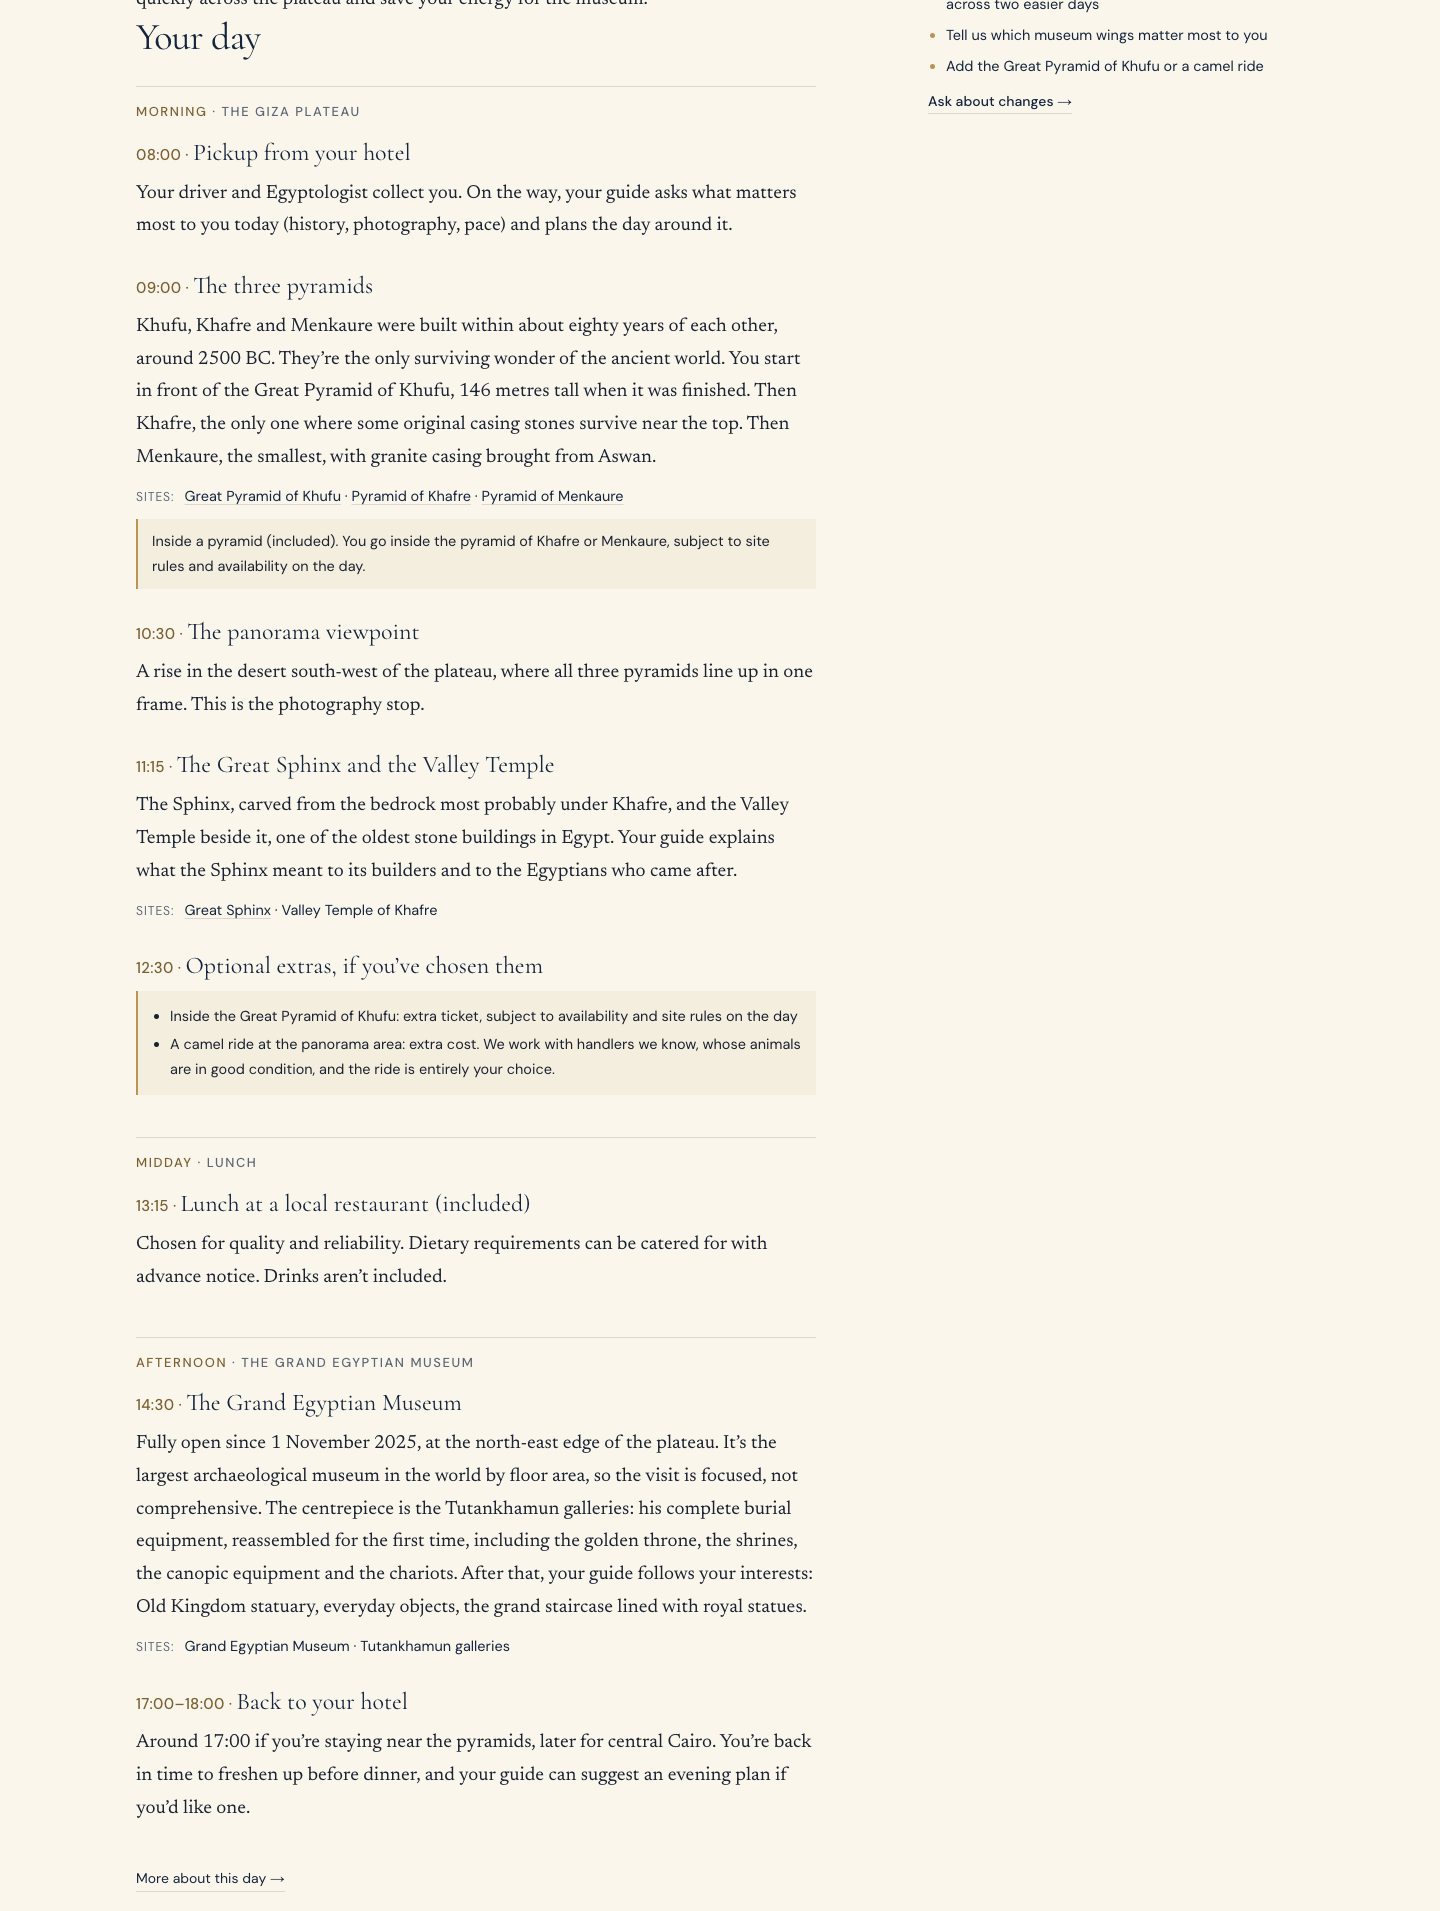 quickly across the plateau and save your energy for the museum.
Your day
MORNING · THE GIZA PLATEAU
08:00 · Pickup from your hotel
Your driver and Egyptologist collect you. On the way, your guide asks what matters
most to you today (history, photography, pace) and plans the day around it.
09:00 · The three pyramids
Khufu, Khafre and Menkaure were built within about eighty years of each other,
around 2500 BC. They’re the only surviving wonder of the ancient world. You start
in front of the Great Pyramid of Khufu, 146 metres tall when it was finished. Then
Khafre, the only one where some original casing stones survive near the top. Then
Menkaure, the smallest, with granite casing brought from Aswan.
SITES: Great Pyramid of Khufu · Pyramid of Khafre · Pyramid of Menkaure
Inside a pyramid (included). You go inside the pyramid of Khafre or Menkaure, subject to site
rules and availability on the day.
10:30 · The panorama viewpoint
A rise in the desert south-west of the plateau, where all three pyramids line up in one
frame. This is the photography stop.
11:15 · The Great Sphinx and the Valley Temple
The Sphinx, carved from the bedrock most probably under Khafre, and the Valley
Temple beside it, one of the oldest stone buildings in Egypt. Your guide explains
what the Sphinx meant to its builders and to the Egyptians who came after.
SITES: Great Sphinx · Valley Temple of Khafre
12:30 · Optional extras, if you’ve chosen them
• Inside the Great Pyramid of Khufu: extra ticket, subject to availability and site rules on the day
• A camel ride at the panorama area: extra cost. We work with handlers we know, whose animals
are in good condition, and the ride is entirely your choice.
MIDDAY · LUNCH
13:15 · Lunch at a local restaurant (included)
Chosen for quality and reliability. Dietary requirements can be catered for with
advance notice. Drinks aren’t included.
AFTERNOON · THE GRAND EGYPTIAN MUSEUM
14:30 · The Grand Egyptian Museum
Fully open since 1 November 2025, at the north-east edge of the plateau. It’s the
largest archaeological museum in the world by floor area, so the visit is focused, not
comprehensive. The centrepiece is the Tutankhamun galleries: his complete burial
equipment, reassembled for the first time, including the golden throne, the shrines,
the canopic equipment and the chariots. After that, your guide follows your interests:
Old Kingdom statuary, everyday objects, the grand staircase lined with royal statues.
SITES: Grand Egyptian Museum · Tutankhamun galleries
17:00–18:00 · Back to your hotel
Around 17:00 if you’re staying near the pyramids, later for central Cairo. You’re back
in time to freshen up before dinner, and your guide can suggest an evening plan if
you’d like one.
More about this day →
across two easier days
• Tell us which museum wings matter most to you
• Add the Great Pyramid of Khufu or a camel ride
Ask about changes →